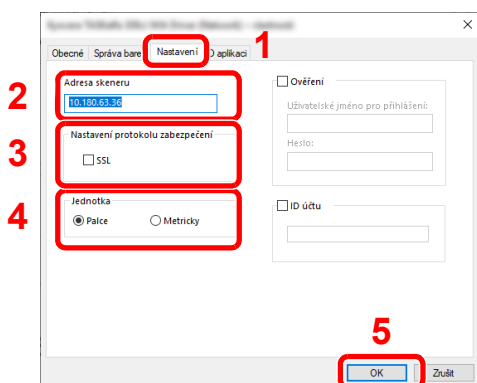 1
Obecné Správa bare Nastavení O aplikaci
2
Adresa skeneru
10.180.63.36
Ověření
Uživatelské jméno pro přihlášení:
Heslo:
3
Nastavení protokolu zabezpečení
SSL
4
Jednotka
Palce Metricky
ID účtu
5
OK Zrušit